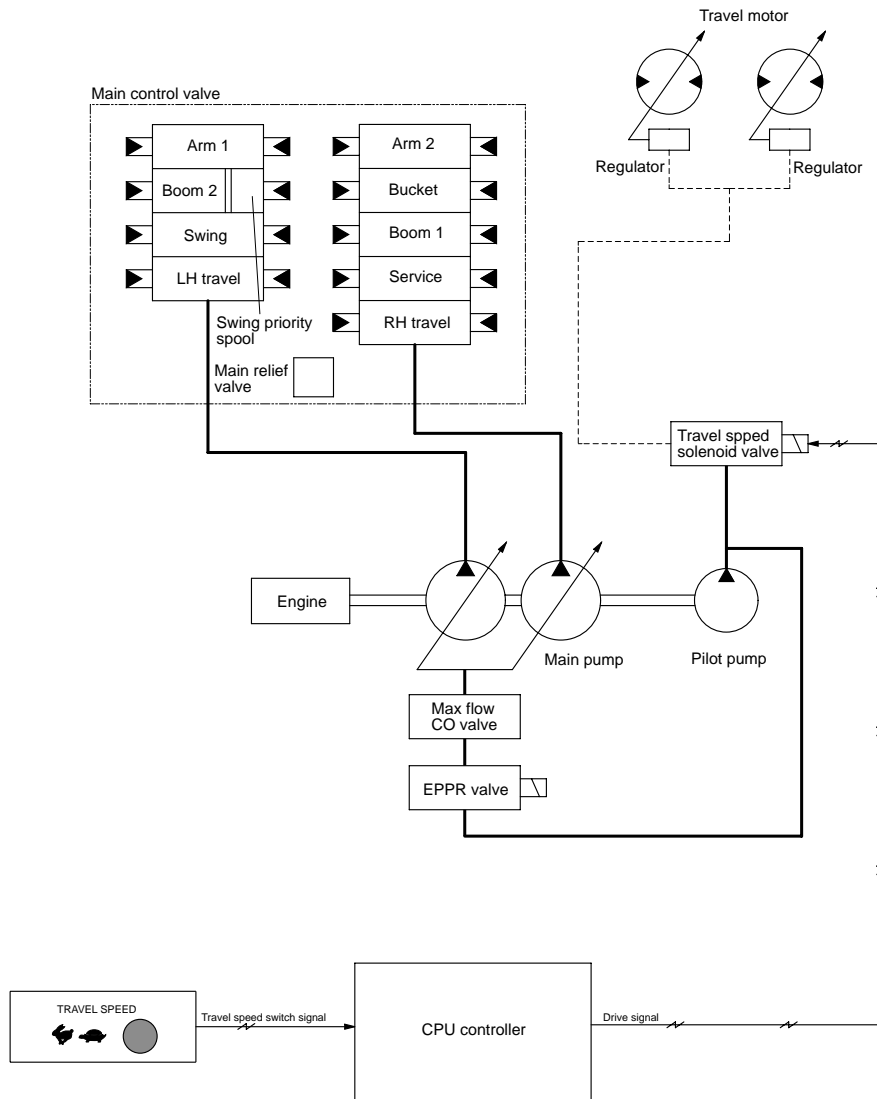 Travel motor
Regulator
Regulator
Main control valve
Arm 1
Boom 2
Swing
LH travel
Swing priority
spool
Main relief
valve
Arm 2
Bucket
Boom 1
Service
RH travel
Travel spped
solenoid valve
Engine
Main pump
Pilot pump
Max flow
CO valve
EPPR valve
TRAVEL SPEED
Travel speed switch signal
CPU controller
Drive signal